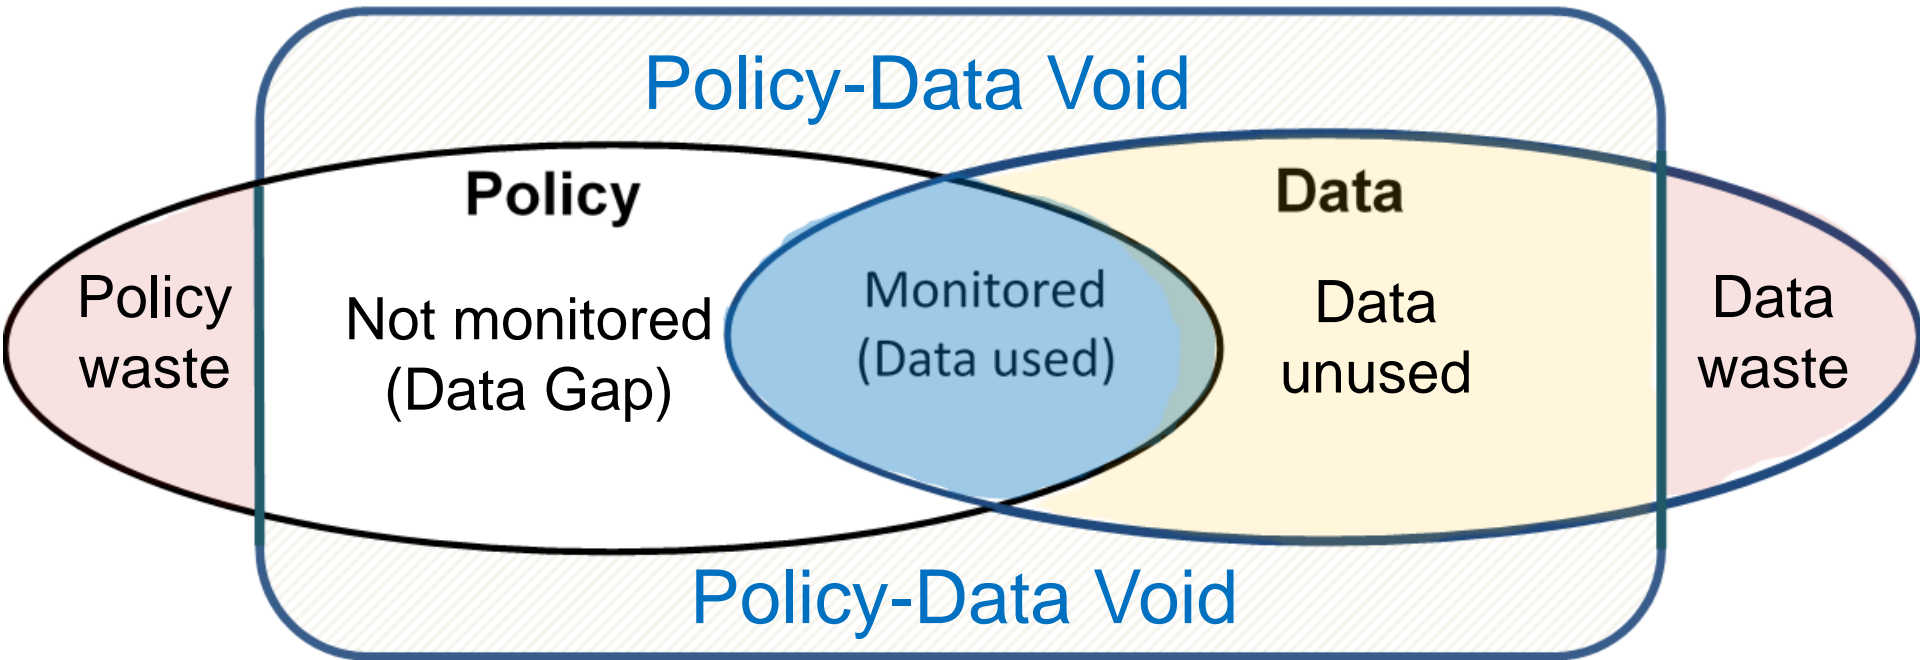 Policy-Data Void
Policy
Data
Policy
waste
Not monitored
(Data Gap)
Monitored
(Data used)
Data
unused
Data
waste
Policy-Data Void